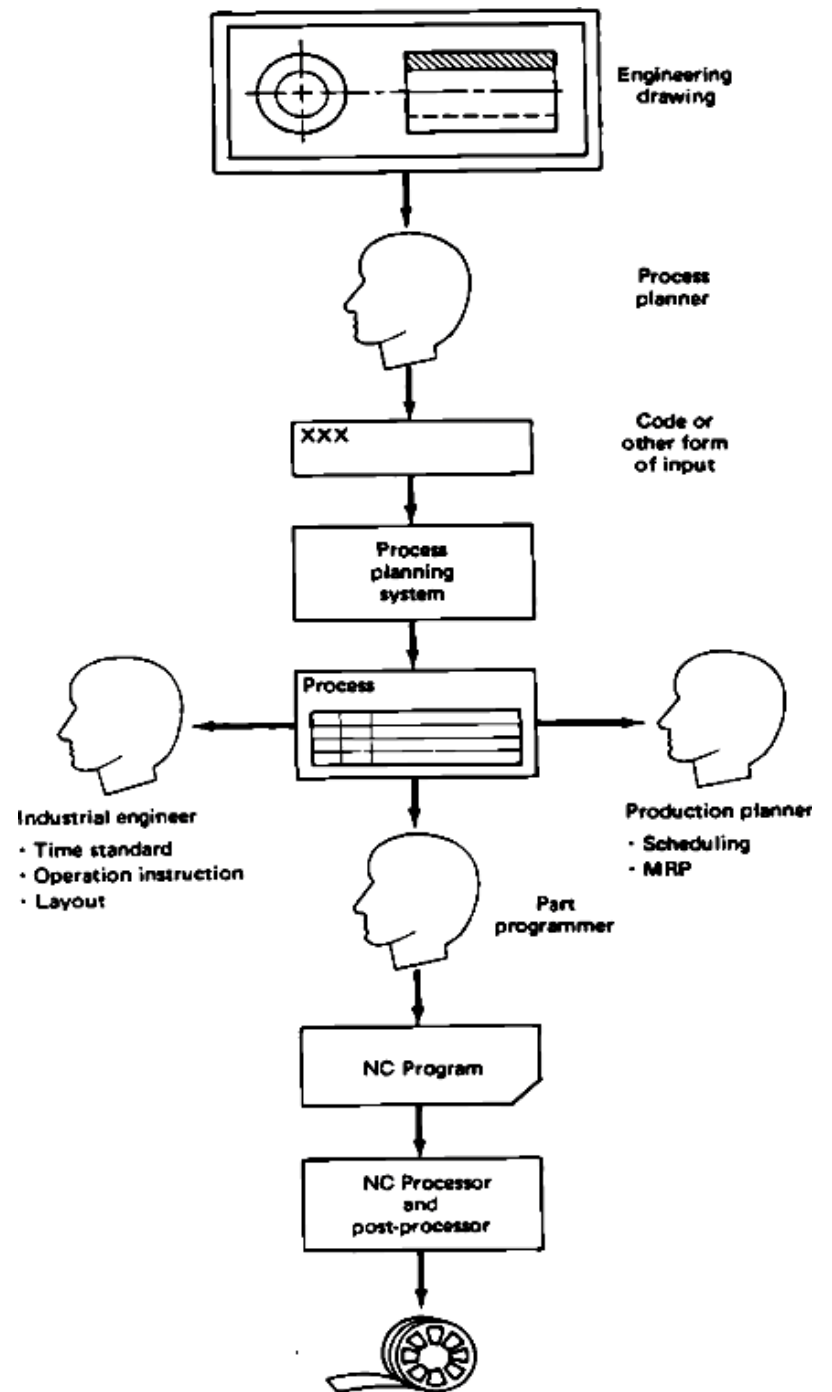 Engineering
drawing
Process
planner
Code or
other form
of input
XXX
Process
planning
system
Process
Industrial engineer
· Time standard
· Operation instruction
· Layout
Production planner
· Scheduling
· MRP
Part
programmer
NC Program
NC Processor
and
post-processor